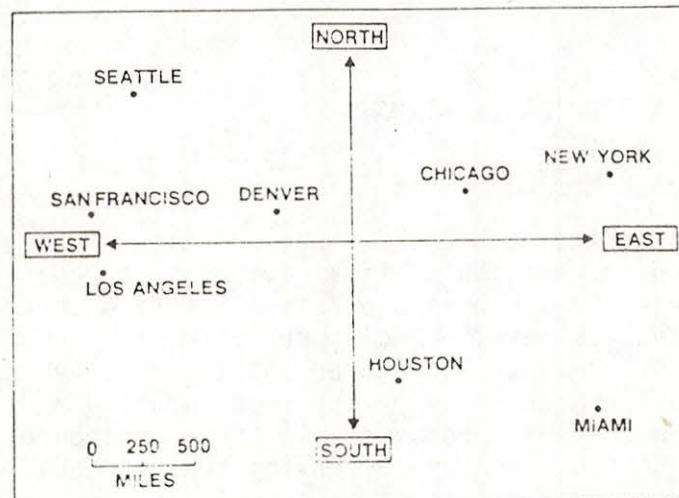 NORTH
SEATTLE
CHICAGO
NEW YORK
SAN FRANCISCO
DENVER
WEST
EAST
LOS ANGELES
HOUSTON
0 250 500
MILES
SOUTH
MIAMI